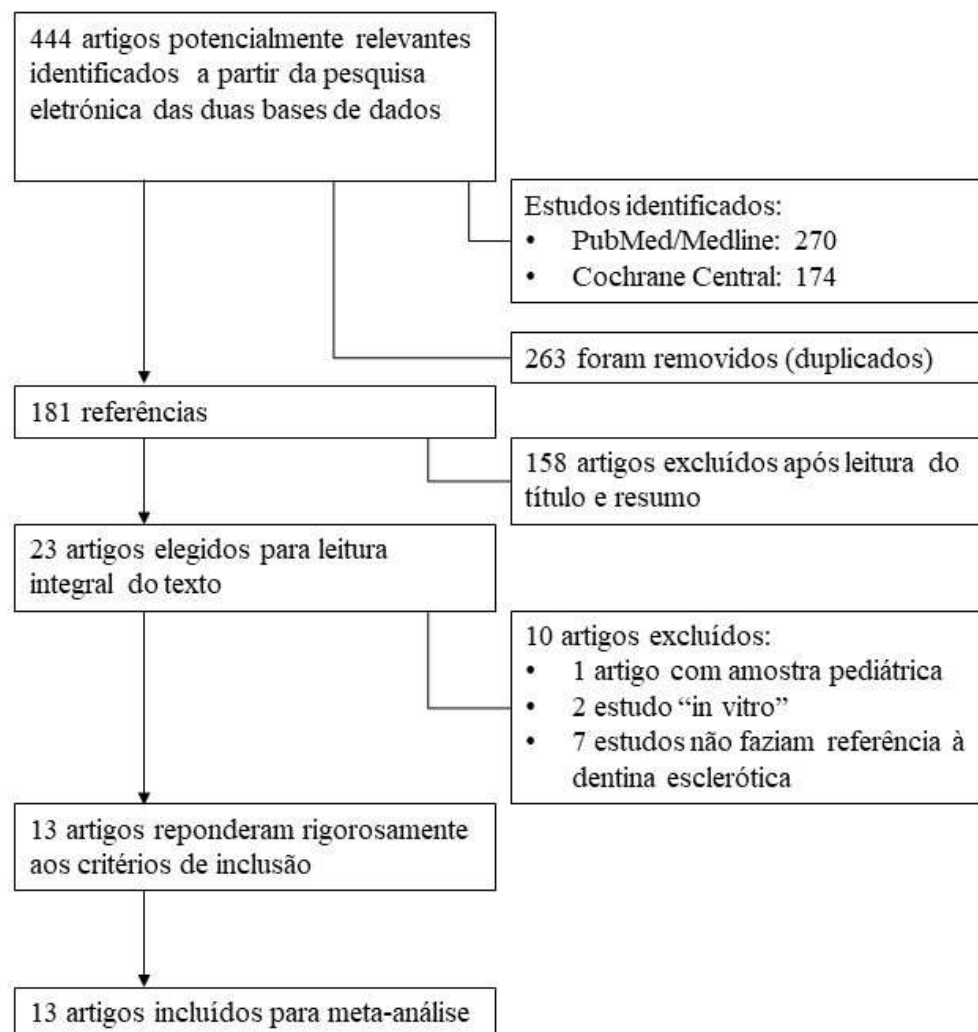 444 artigos potencialmente relevantes
identificados a partir da pesquisa
eletrónica das duas bases de dados
Estudos identificados:
• PubMed/Medline: 270
• Cochrane Central: 174
263 foram removidos (duplicados)
181 referências
158 artigos excluídos após leitura do
título e resumo
23 artigos elegidos para leitura
integral do texto
10 artigos excluídos:
• 1 artigo com amostra pediátrica
• 2 estudo “in vitro”
• 7 estudos não faziam referência à
dentina esclerótica
13 artigos reponderam rigorosamente
aos critérios de inclusão
13 artigos incluídos para meta-análise